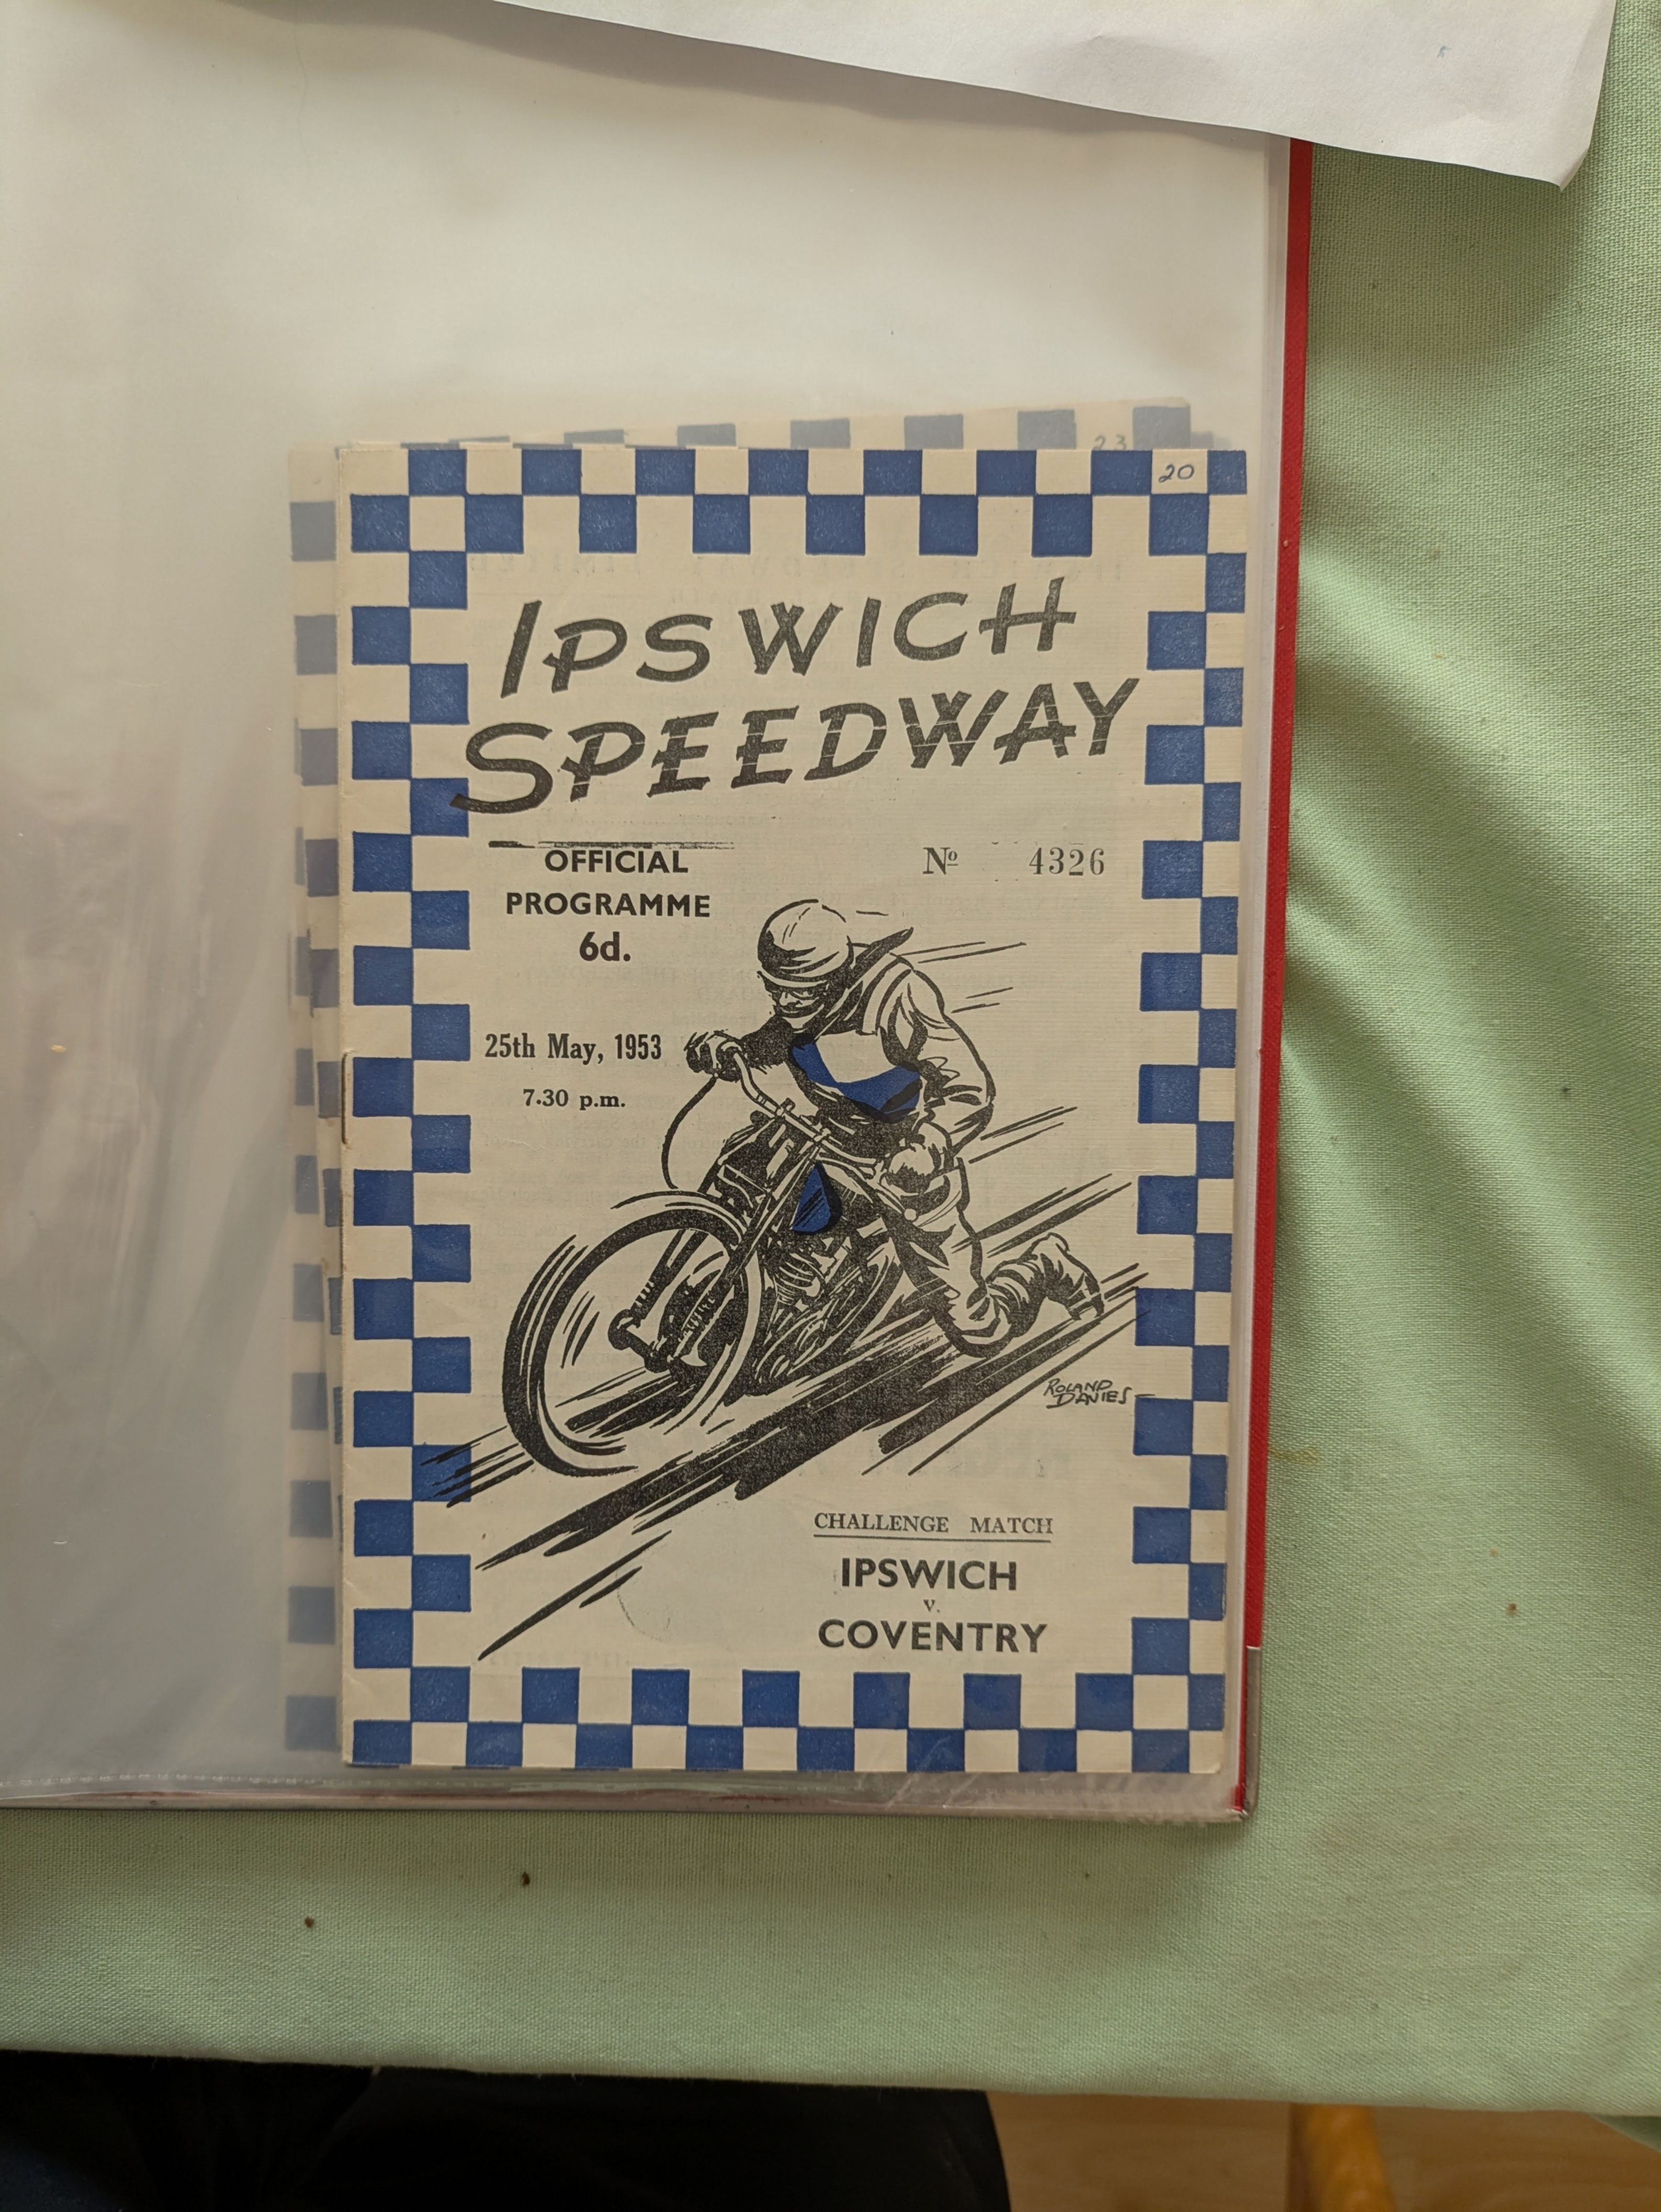 23
20
IPSWICH
SPEEDWAY
OFFICIAL
PROGRAMME
6d.
Nº 4326
25th May, 1953
7.30 p.m.
ROLAND
DAVIES
CHALLENGE MATCH
IPSWICH
v.
COVENTRY